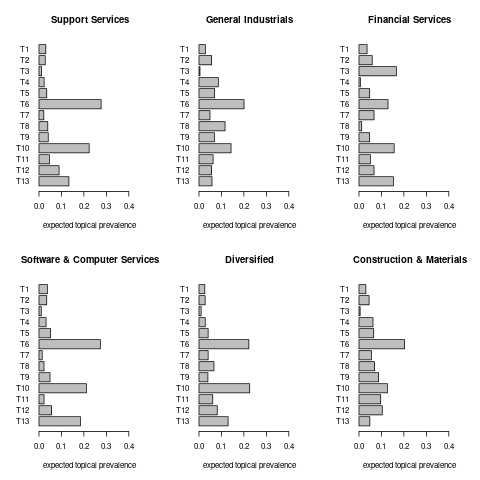 Support Services
General Industrials
Financial Services
T1
T2
T3
T4
T5
T6
T7
T8
T9
T10
T11
T12
T13
0.0 0.1 0.2 0.3 0.4
expected topical prevalence
T1
T2
T3
T4
T5
T6
T7
T8
T9
T10
T11
T12
T13
0.0 0.1 0.2 0.3 0.4
expected topical prevalence
T1
T2
T3
T4
T5
T6
T7
T8
T9
T10
T11
T12
T13
0.0 0.1 0.2 0.3 0.4
expected topical prevalence
Software & Computer Services
Diversified
Construction & Materials
T1
T2
T3
T4
T5
T6
T7
T8
T9
T10
T11
T12
T13
0.0 0.1 0.2 0.3 0.4
expected topical prevalence
T1
T2
T3
T4
T5
T6
T7
T8
T9
T10
T11
T12
T13
0.0 0.1 0.2 0.3 0.4
expected topical prevalence
T1
T2
T3
T4
T5
T6
T7
T8
T9
T10
T11
T12
T13
0.0 0.1 0.2 0.3 0.4
expected topical prevalence